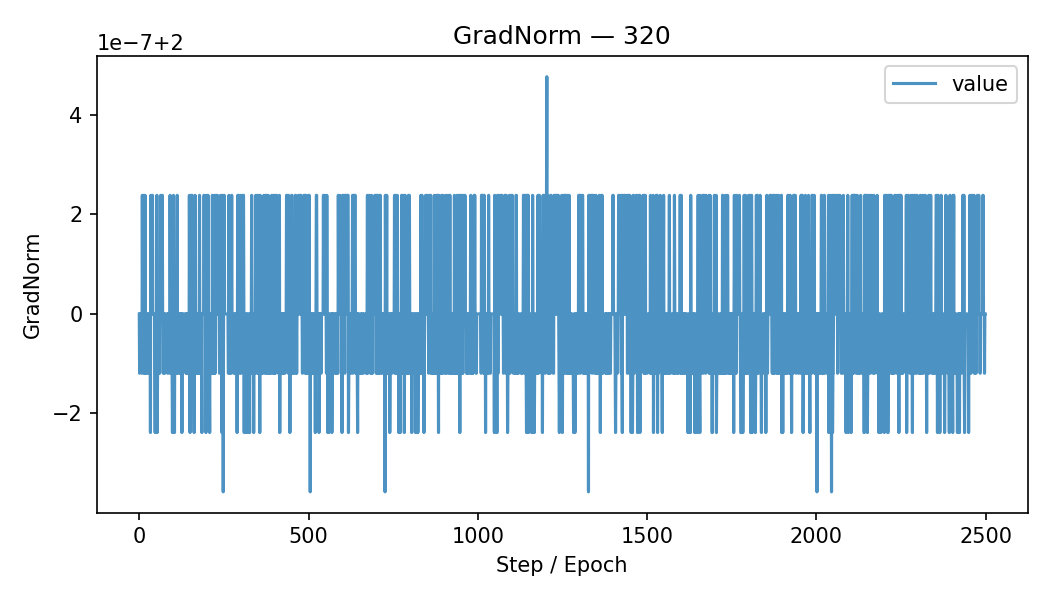 GradNorm — 320
1e−7+2
value
GradNorm
4
2
0
−2
0 500 1000 1500 2000 2500
Step / Epoch